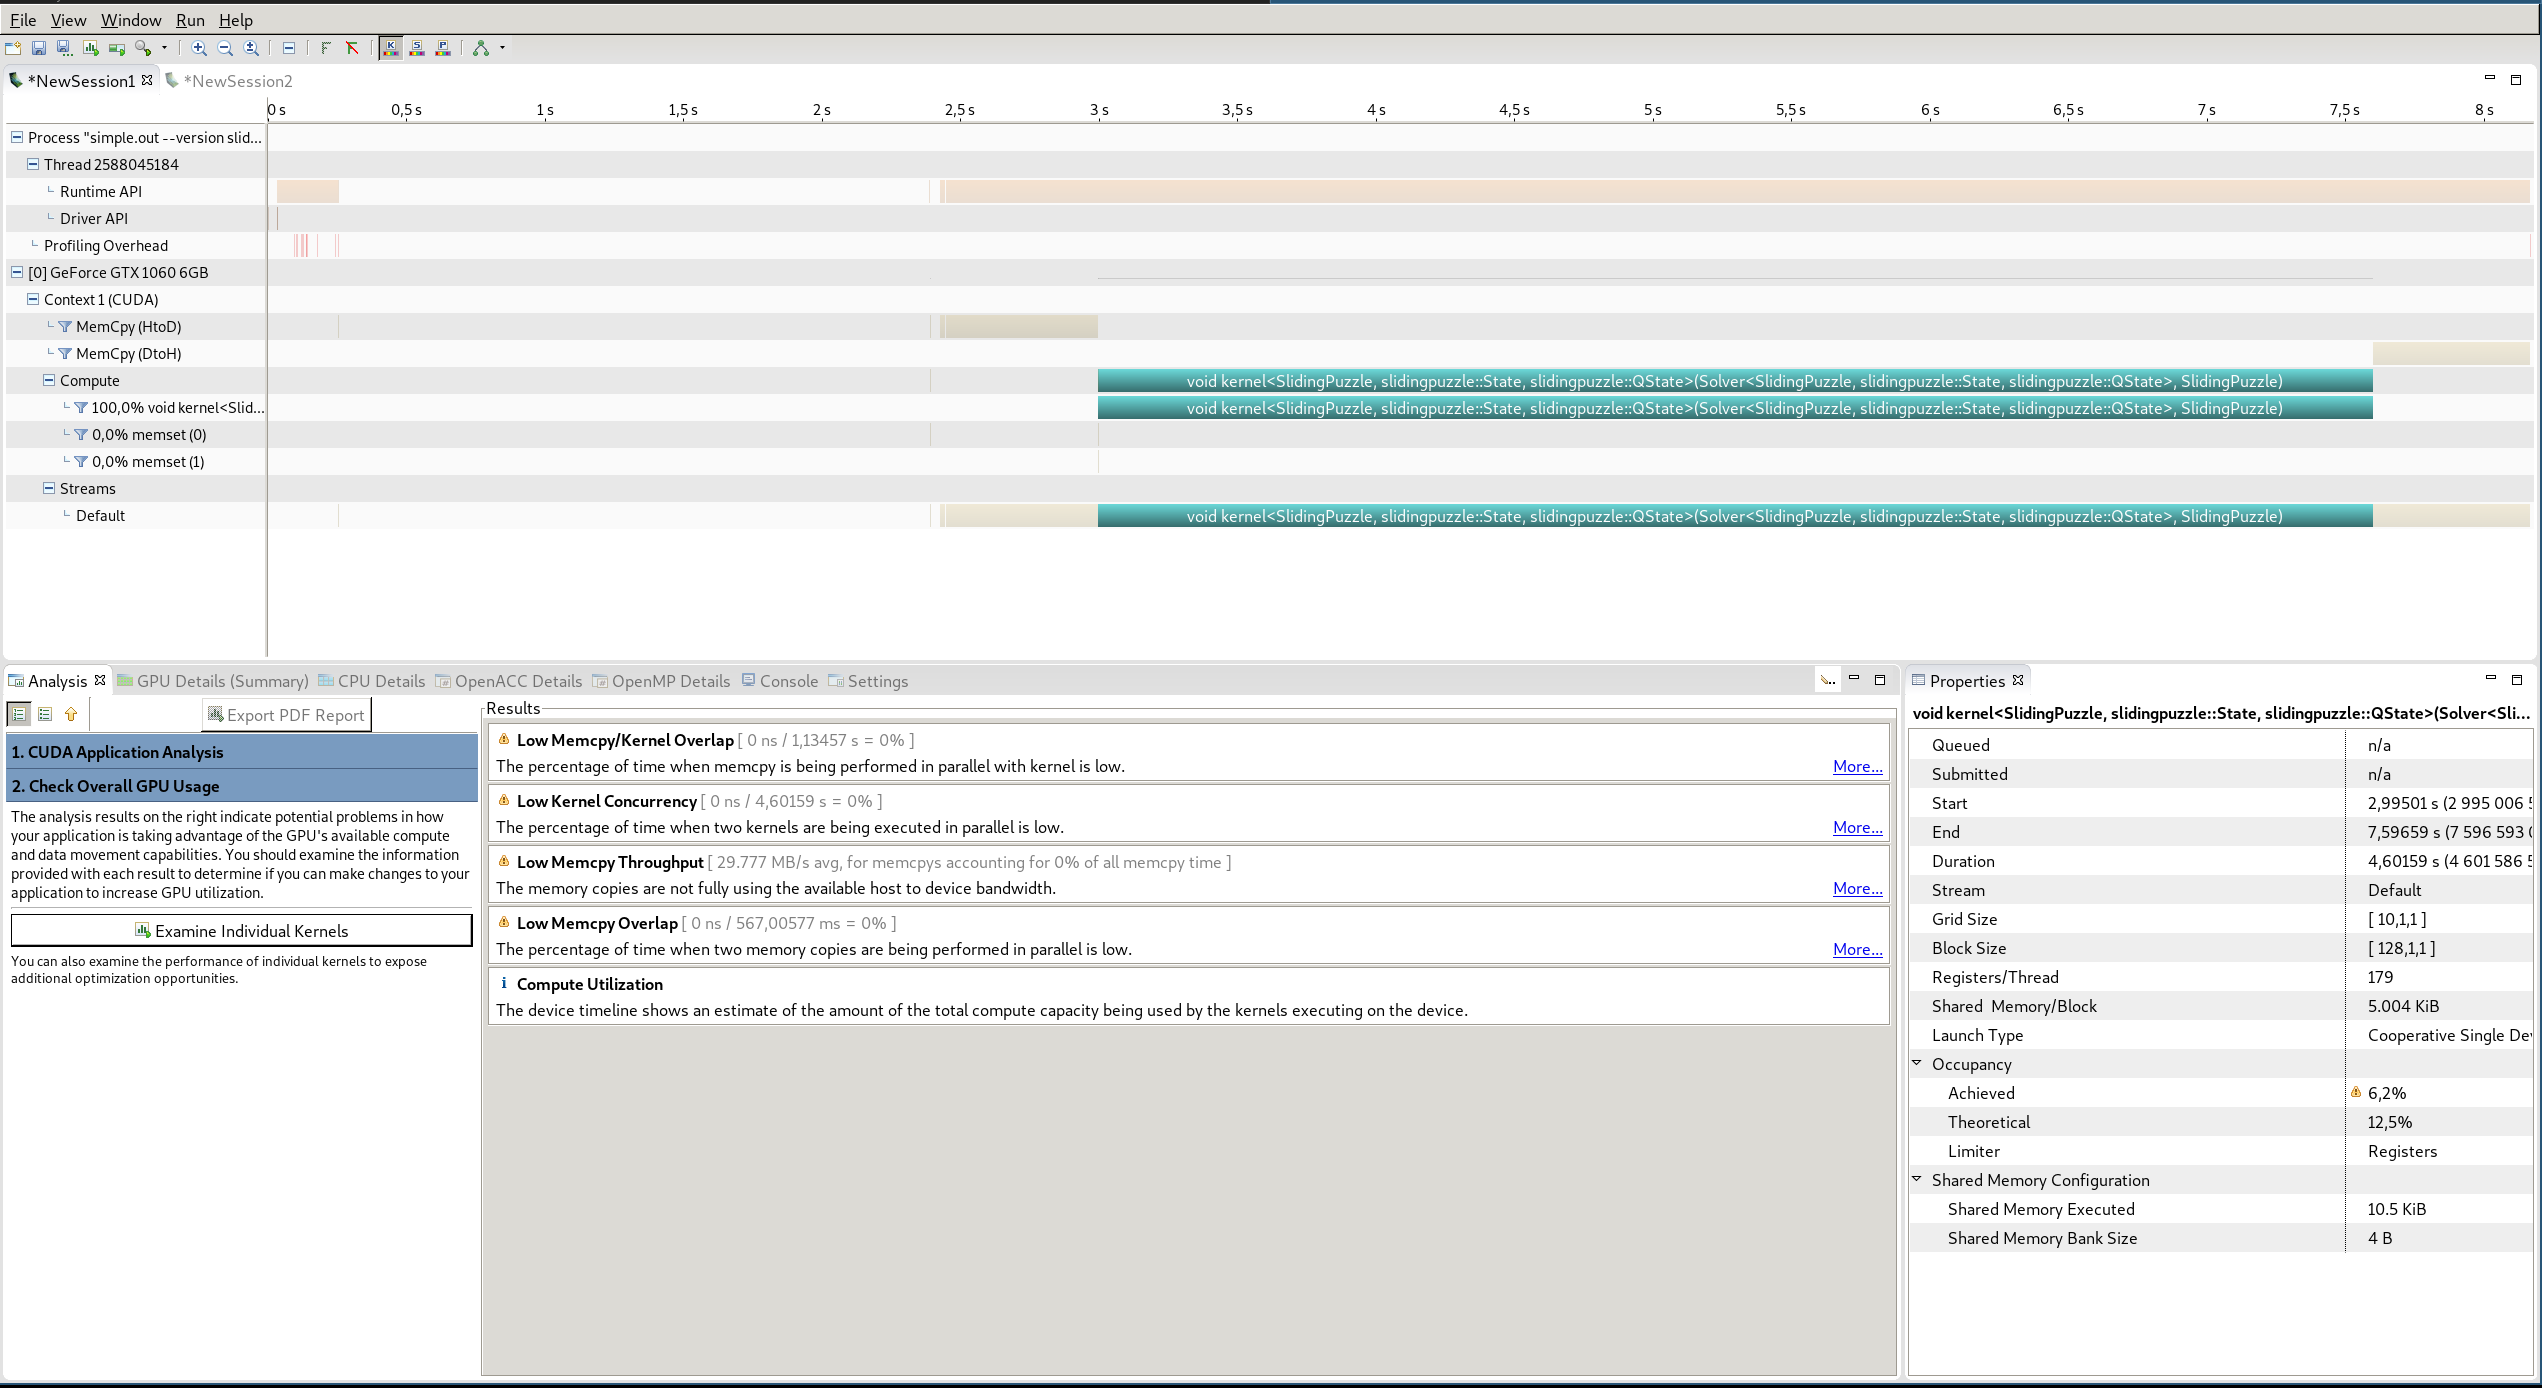 File View Window Run Help
*NewSession1 *NewSession2
0 s 0,5 s 1 s 1,5 s 2 s 2,5 s 3 s 3,5 s 4 s 4,5 s 5 s 5,5 s 6 s 6,5 s 7 s 7,5 s 8 s
Process "simple.out --version slid...
Thread 2588045184
Runtime API
Driver API
Profiling Overhead
[0] GeForce GTX 1060 6GB
Context 1 (CUDA)
MemCpy (HtoD)
MemCpy (DtoH)
Compute void kernel<SlidingPuzzle, slidingpuzzle::State, slidingpuzzle::QState>(Solver<SlidingPuzzle, slidingpuzzle::State, slidingpuzzle::QState>, SlidingPuzzle)
100,0% void kernel<Slid... void kernel<SlidingPuzzle, slidingpuzzle::State, slidingpuzzle::QState>(Solver<SlidingPuzzle, slidingpuzzle::State, slidingpuzzle::QState>, SlidingPuzzle)
0,0% memset (0)
0,0% memset (1)
Streams
Default void kernel<SlidingPuzzle, slidingpuzzle::State, slidingpuzzle::QState>(Solver<SlidingPuzzle, slidingpuzzle::State, slidingpuzzle::QState>, SlidingPuzzle)
Analysis GPU Details (Summary) CPU Details OpenACC Details OpenMP Details Console Settings
Export PDF Report
1. CUDA Application Analysis
2. Check Overall GPU Usage
The analysis results on the right indicate potential problems in how
your application is taking advantage of the GPU's available compute
and data movement capabilities. You should examine the information
provided with each result to determine if you can make changes to your
application to increase GPU utilization.
Examine Individual Kernels
You can also examine the performance of individual kernels to expose
additional optimization opportunities.
Results
Low Memcpy/Kernel Overlap [ 0 ns / 1,13457 s = 0% ]
The percentage of time when memcpy is being performed in parallel with kernel is low. More...
Low Kernel Concurrency [ 0 ns / 4,60159 s = 0% ]
The percentage of time when two kernels are being executed in parallel is low. More...
Low Memcpy Throughput [ 29.777 MB/s avg, for memcpys accounting for 0% of all memcpy time ]
The memory copies are not fully using the available host to device bandwidth. More...
Low Memcpy Overlap [ 0 ns / 567,00577 ms = 0% ]
The percentage of time when two memory copies are being performed in parallel is low. More...
Compute Utilization
The device timeline shows an estimate of the amount of the total compute capacity being used by the kernels executing on the device.
Properties
void kernel<SlidingPuzzle, slidingpuzzle::State, slidingpuzzle::QState>(Solver<Sli...
Queued n/a
Submitted n/a
Start 2,99501 s (2 995 006 5
End 7,59659 s (7 596 593 0
Duration 4,60159 s (4 601 586 5
Stream Default
Grid Size [ 10,1,1 ]
Block Size [ 128,1,1 ]
Registers/Thread 179
Shared Memory/Block 5.004 KiB
Launch Type Cooperative Single De
Occupancy
Achieved 6,2%
Theoretical 12,5%
Limiter Registers
Shared Memory Configuration
Shared Memory Executed 10.5 KiB
Shared Memory Bank Size 4 B